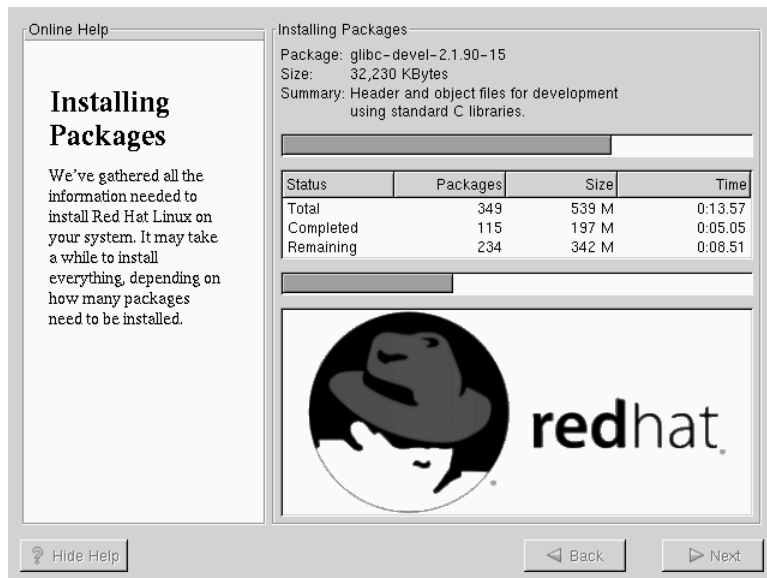 Online Help
Installing
Packages
We've gathered all the
information needed to
install Red Hat Linux on
your system. It may take
a while to install
everything, depending on
how many packages
need to be installed.
Installing Packages
Package: glibc-devel-2.1.90-15
Size: 32,230 KBytes
Summary: Header and object files for development
using standard C libraries.
Status Packages Size Time
Total 349 539 M 0:13.57
Completed 115 197 M 0:05.05
Remaining 234 342 M 0:08.51
redhat.
Hide Help
Back
Next